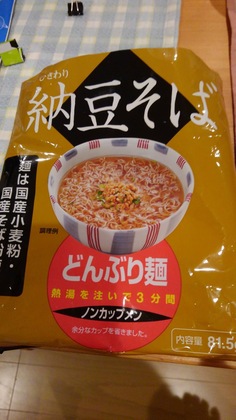 ひきわり
納豆そば
麺は国産小麦粉・
国産そば粉
調理例
どんぶり麺
熱湯を注いで3分間
ノンカップメン
余分なカップを省きました。
内容量 81.5